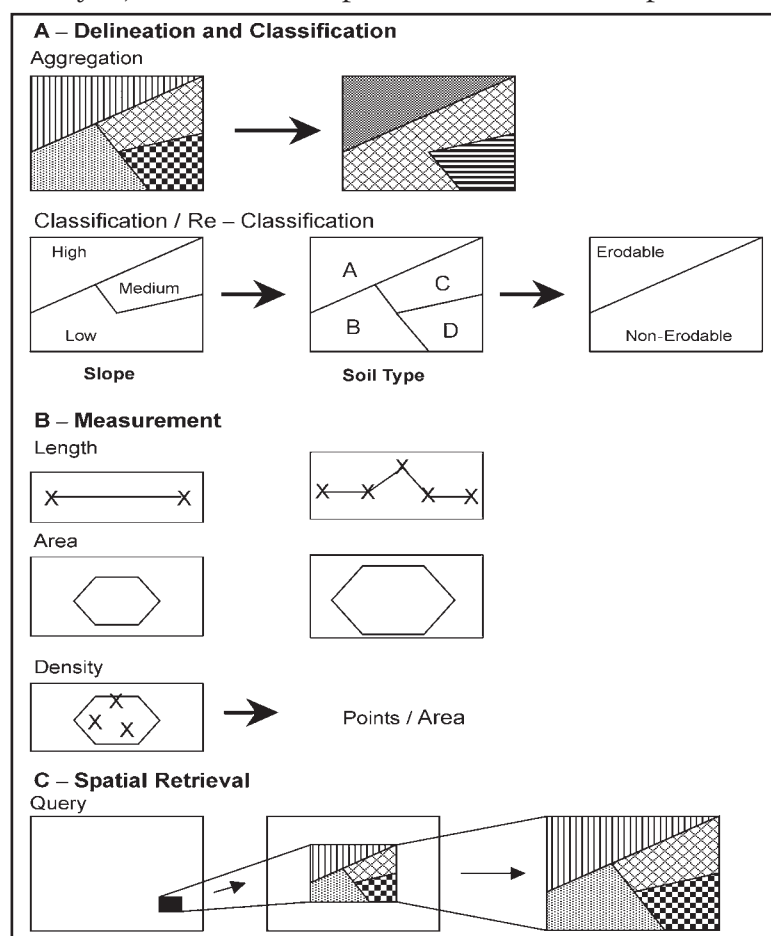 A – Delineation and Classification
Aggregation
Classification / Re – Classification
High
Medium
Low
Slope
A
C
B
D
Soil Type
Erodable
Non-Erodable
B – Measurement
Length
X X
X X X X X
Area
Density
X
X X
Points / Area
C – Spatial Retrieval
Query